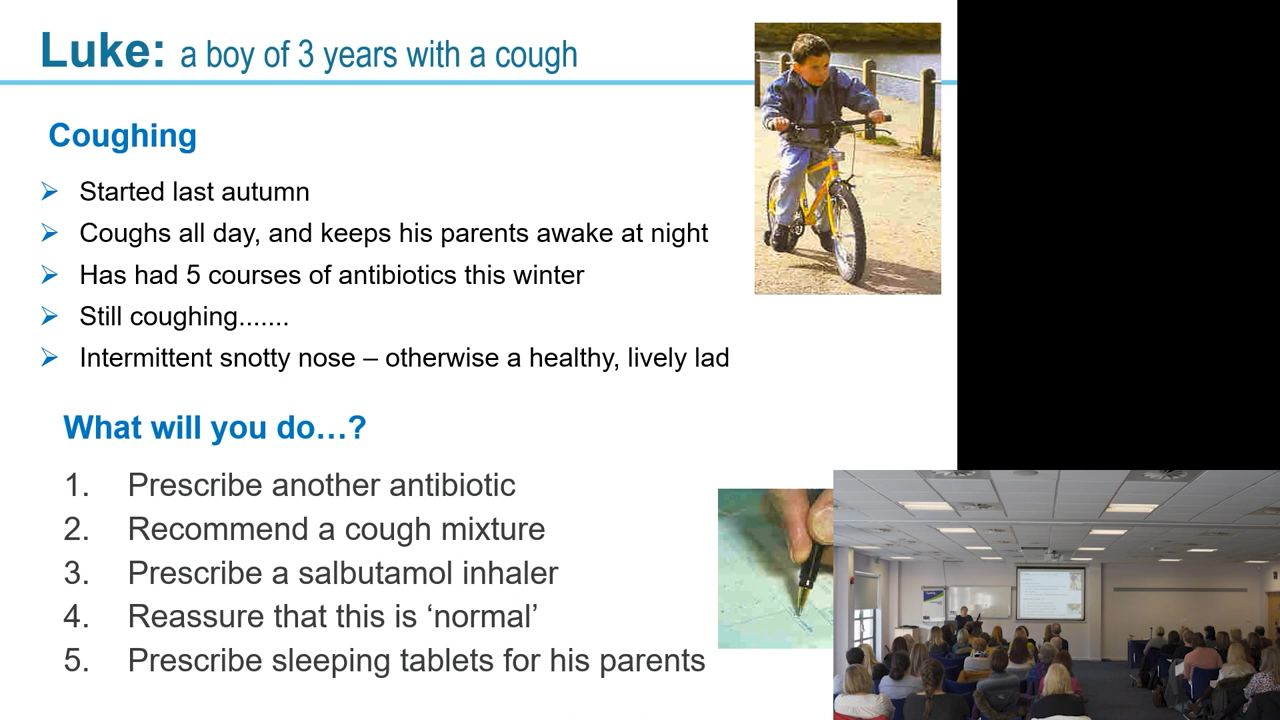 Luke: a boy of 3 years with a cough
Coughing
Started last autumn
Coughs all day, and keeps his parents awake at night
Has had 5 courses of antibiotics this winter
Still coughing.......
Intermittent snotty nose – otherwise a healthy, lively lad
What will you do…?
1. Prescribe another antibiotic
2. Recommend a cough mixture
3. Prescribe a salbutamol inhaler
4. Reassure that this is ‘normal’
5. Prescribe sleeping tablets for his parents